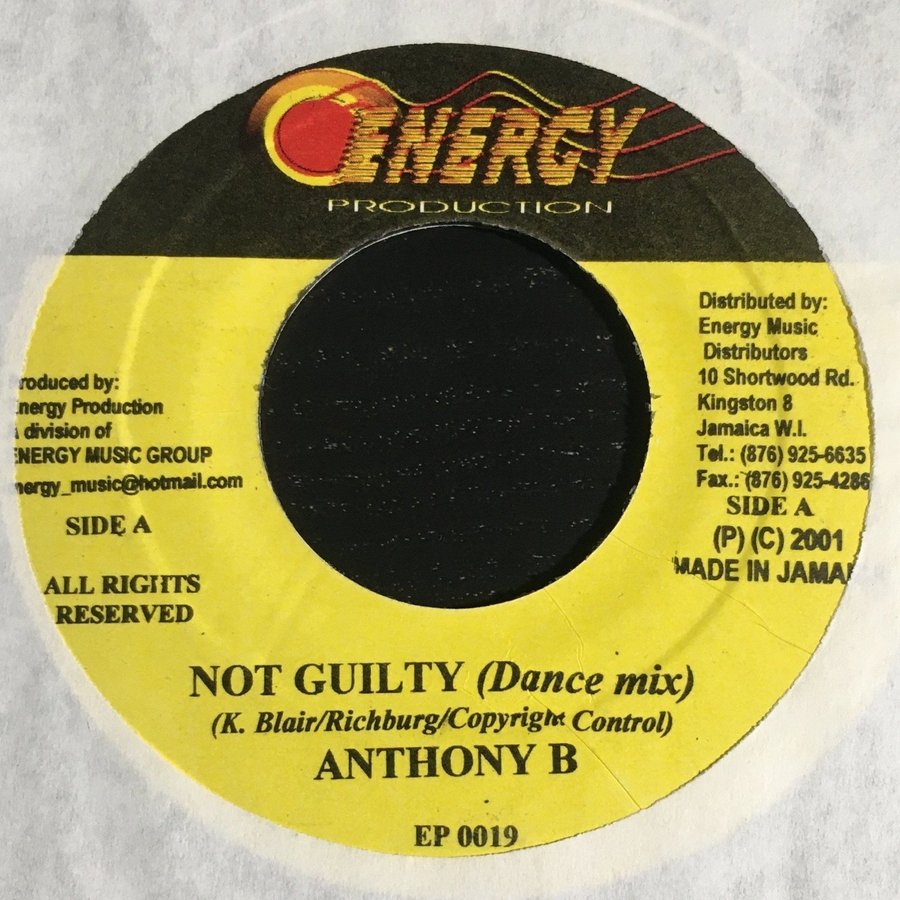 ENERGY
PRODUCTION
roduced by:
nergy Production
division of
ENERGY MUSIC GROUP
nergy_music@hotmail.com
SIDE A
ALL RIGHTS
RESERVED
Distributed by:
Energy Music
Distributors
10 Shortwood Rd.
Kingston 8
Jamaica W.I.
Tel.: (876) 925-6635
Fax.: (876) 925-4286
SIDE A
(P) (C) 2001
MADE IN JAMAI
NOT GUILTY (Dance mix)
(K. Blair/Richburg/Copyright Control)
ANTHONY B
EP 0019